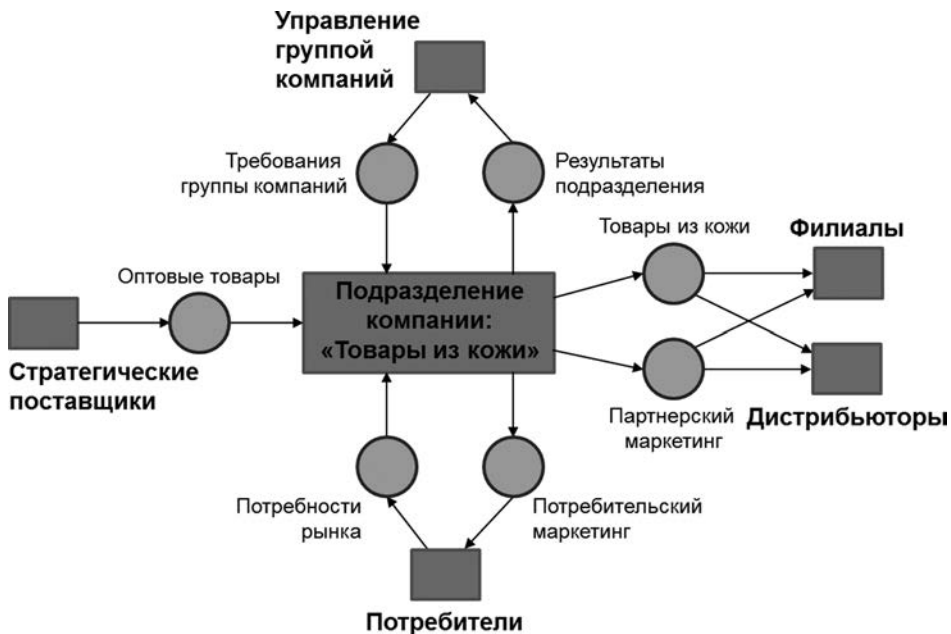 Управление
группой
компаний
Требования
группы компаний
Результаты
подразделения
Товары из кожи
Филиалы
Оптовые товары
Подразделение
компании:
«Товары из кожи»
Стратегические
поставщики
Партнерский
маркетинг
Дистрибьюторы
Потребности
рынка
Потребительский
маркетинг
Потребители